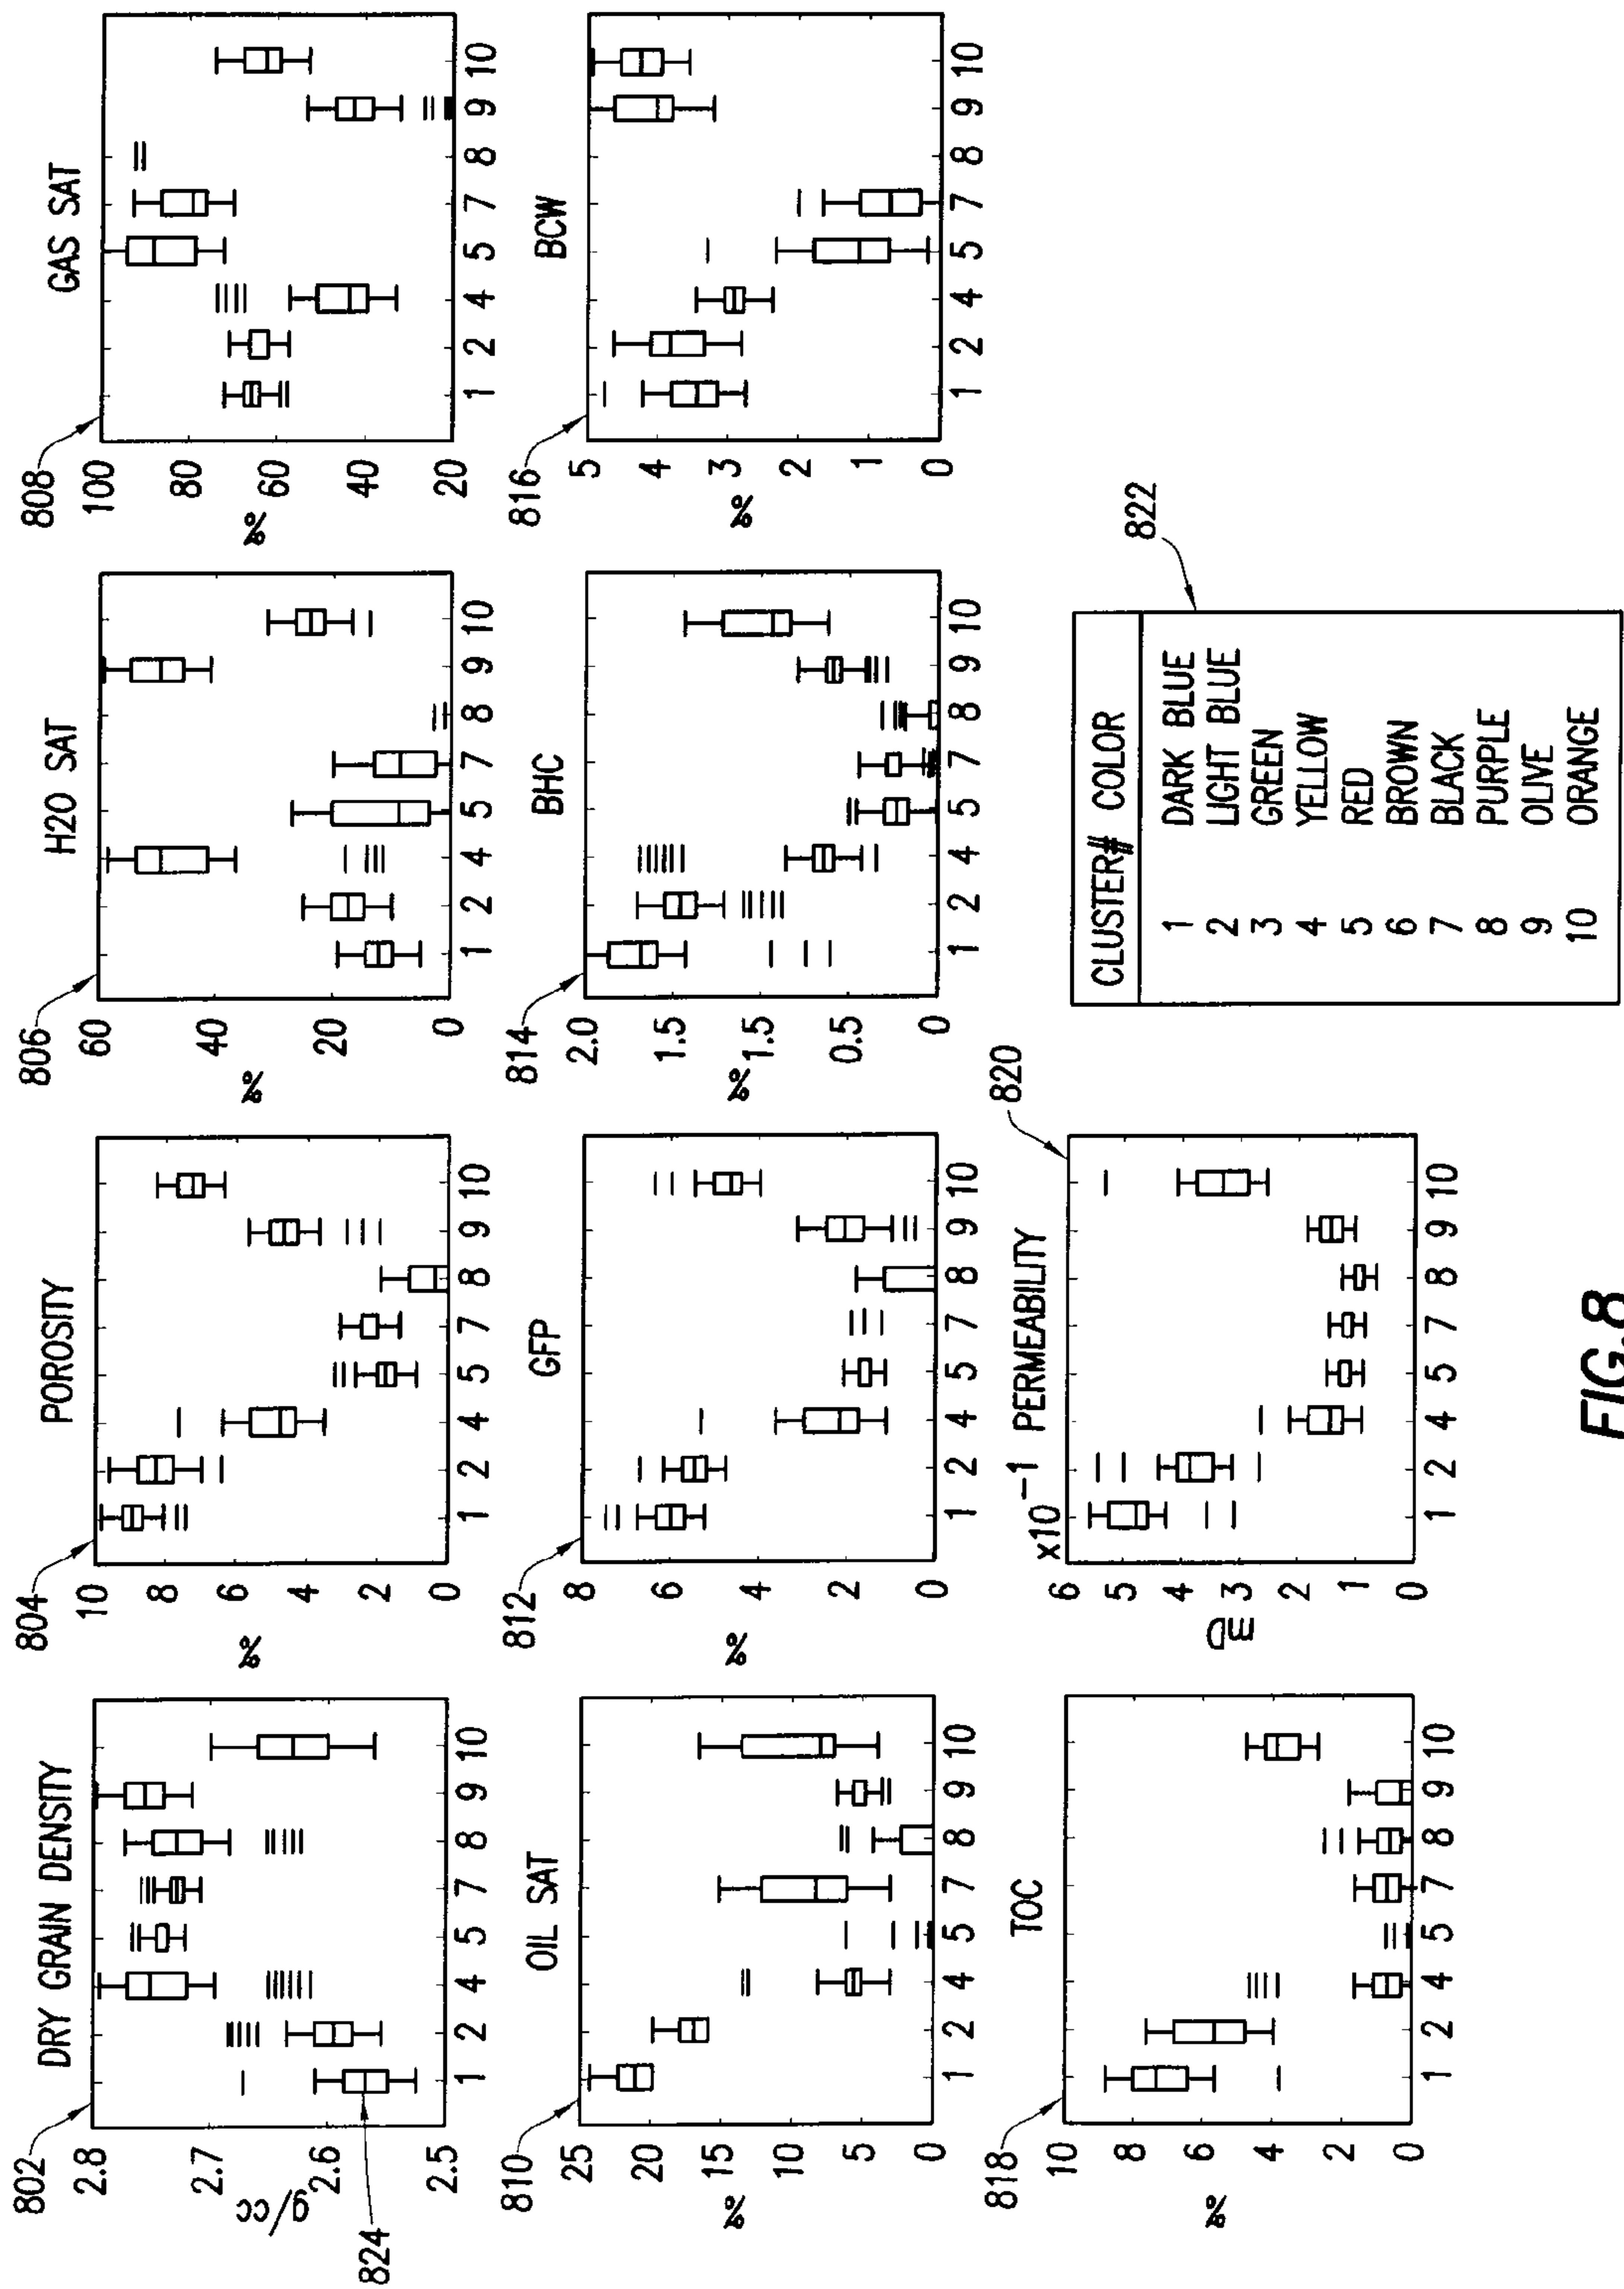 802
DRY GRAIN DENSITY
2.8
2.7
2.6
2.5
g/cc
824
1 2 4 5 7 8 9 10
804
POROSITY
10
8
6
4
2
0
%
1 2 4 5 7 8 9 10
806
H2O SAT
60
40
20
0
%
1 2 4 5 7 8 9 10
808
GAS SAT
100
80
60
40
20
%
1 2 4 5 7 8 9 10
810
OIL SAT
25
20
15
10
5
0
%
1 2 4 5 7 8 9 10
812
GFP
8
6
4
2
0
%
1 2 4 5 7 8 9 10
814
BHC
2.0
1.5
1.5
0.5
0
%
1 2 4 5 7 8 9 10
816
BCW
5
4
3
2
1
0
%
1 2 4 5 7 8 9 10
818
TOC
10
8
6
4
2
0
%
1 2 4 5 7 8 9 10
820
x10-1 PERMEABILITY
6
5
4
3
2
1
0
mD
1 2 4 5 7 8 9 10
822
CLUSTER# COLOR
1 DARK BLUE
2 LIGHT BLUE
3 GREEN
4 YELLOW
5 RED
6 BROWN
7 BLACK
8 PURPLE
9 OLIVE
10 ORANGE
FIG.8